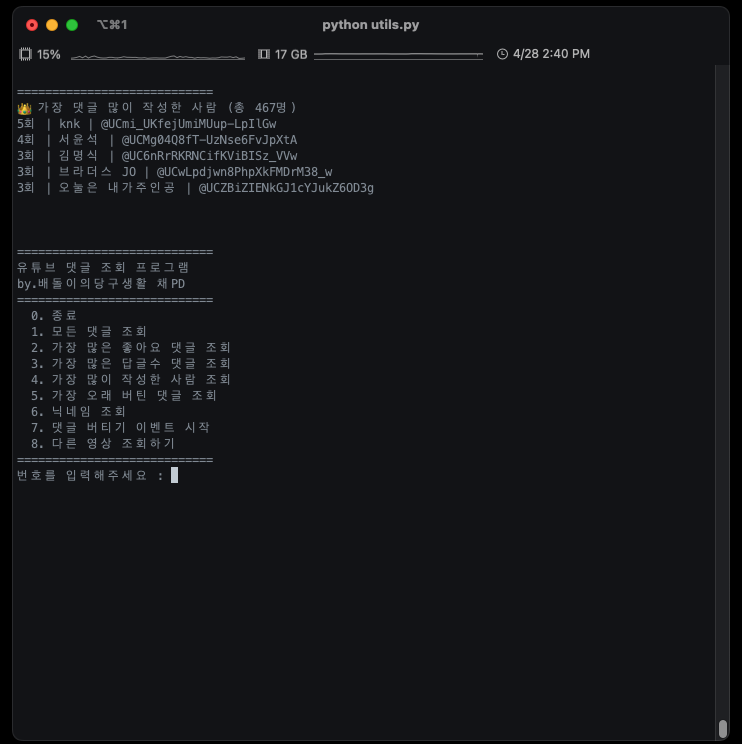 ⌥⌘1
python utils.py
15%
17 GB
4/28 2:40 PM
===========================
👑 가장 댓글 많이 작성한 사람 (총 467명)
5회 | knk | @UCmi_UKfejUmiMUup-LpIlGw
4회 | 서윤석 | @UCMg04Q8fT-UzNse6FvJpXtA
3회 | 김명식 | @UC6nRrRKRNCifKViBISz_VVw
3회 | 브라더스 JO | @UCwLpdjwn8PhpXkFMDrM38_w
3회 | 오늘은 내가주인공 | @UCZBiZIENkGJ1cYJukZ6OD3g
===========================
유튜브 댓글 조회 프로그램
by.배돌이의당구생활 채PD
===========================
0. 종료
1. 모든 댓글 조회
2. 가장 많은 좋아요 댓글 조회
3. 가장 많은 답글수 댓글 조회
4. 가장 많이 작성한 사람 조회
5. 가장 오래 버틴 댓글 조회
6. 닉네임 조회
7. 댓글 버티기 이벤트 시작
8. 다른 영상 조회하기
===========================
번호를 입력해주세요 :